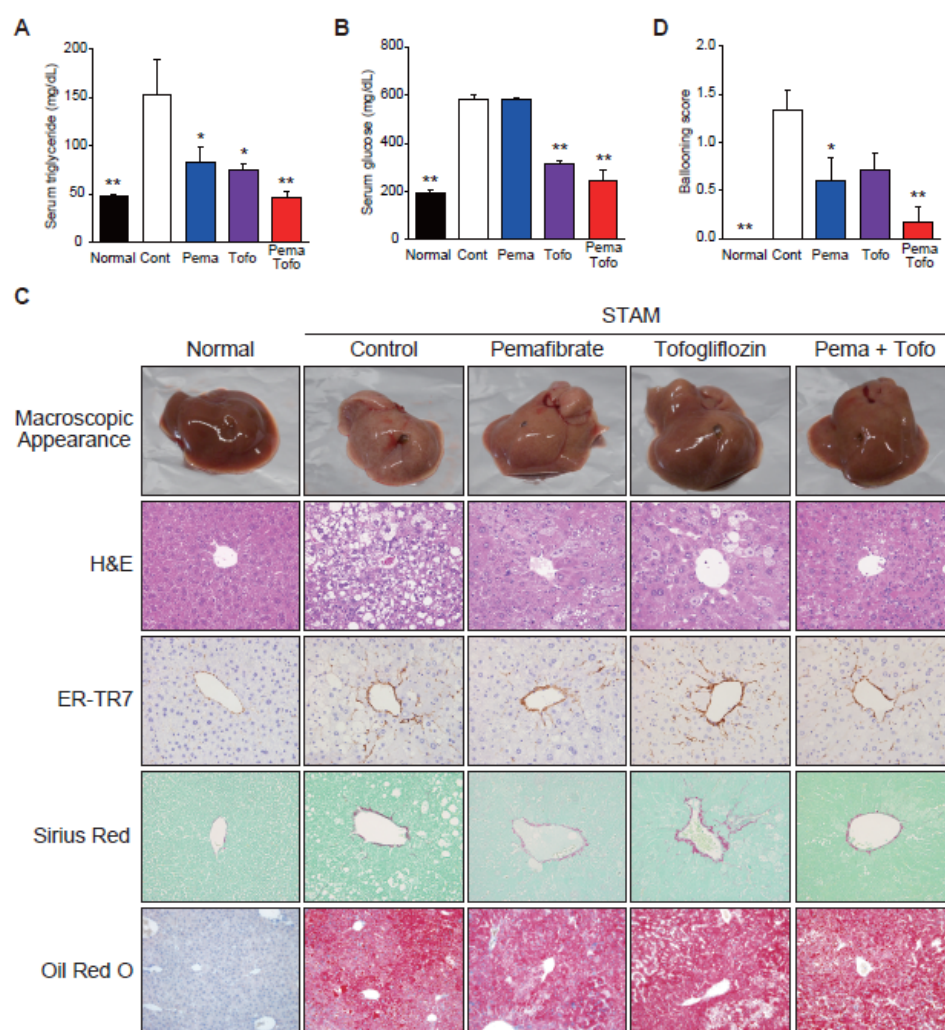 A
Serum triglyceride (mg/dL)
200
150
100
50
0
**
*
*
**
Normal Cont Pema Tofo Pema Tofo
B
Serum glucose (mg/dL)
800
600
400
200
0
**
**
**
Normal Cont Pema Tofo Pema Tofo
D
Ballooning score
2.0
1.5
1.0
0.5
0.0
**
*
**
Normal Cont Pema Tofo Pema Tofo
C
STAM
Normal Control Pemafibrate Tofogliflozin Pema + Tofo
Macroscopic
Appearance
H&E
ER-TR7
Sirius Red
Oil Red O